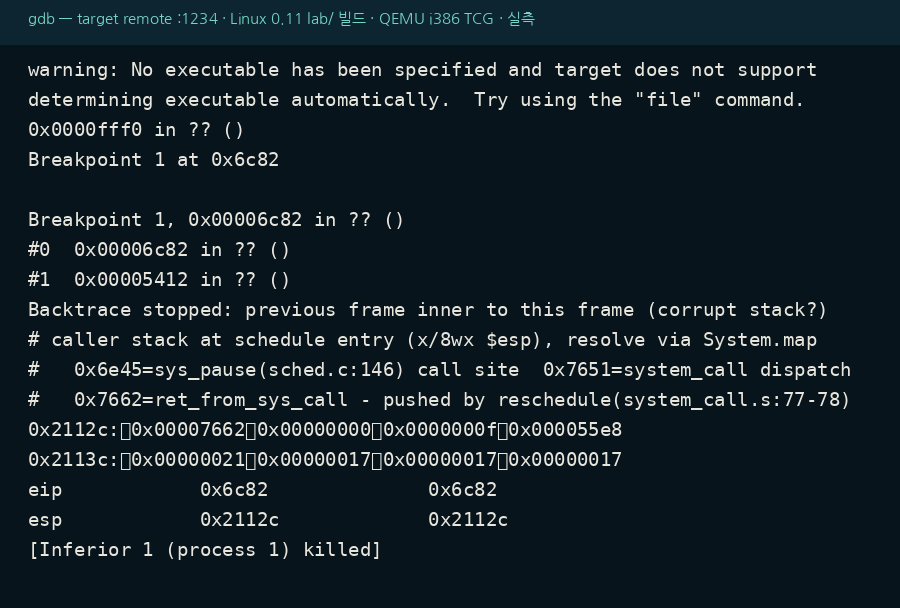 gdb — target remote :1234 · Linux 0.11 lab/ 빌드 · QEMU i386 TCG · 실측
warning: No executable has been specified and target does not support
determining executable automatically.  Try using the "file" command.
0x0000fff0 in ?? ()
Breakpoint 1 at 0x6c82
Breakpoint 1, 0x00006c82 in ?? ()
#0  0x00006c82 in ?? ()
#1  0x00005412 in ?? ()
Backtrace stopped: previous frame inner to this frame (corrupt stack?)
# caller stack at schedule entry (x/8wx $esp), resolve via System.map
#   0x6e45=sys_pause(sched.c:146) call site  0x7651=system_call dispatch
#   0x7662=ret_from_sys_call - pushed by reschedule(system_call.s:77-78)
0x2112c:▯0x00007662▯0x00000000▯0x0000000f▯0x000055e8
0x2113c:▯0x00000021▯0x00000017▯0x00000017▯0x00000017
eip            0x6c82              0x6c82
esp            0x2112c             0x2112c
[Inferior 1 (process 1) killed]